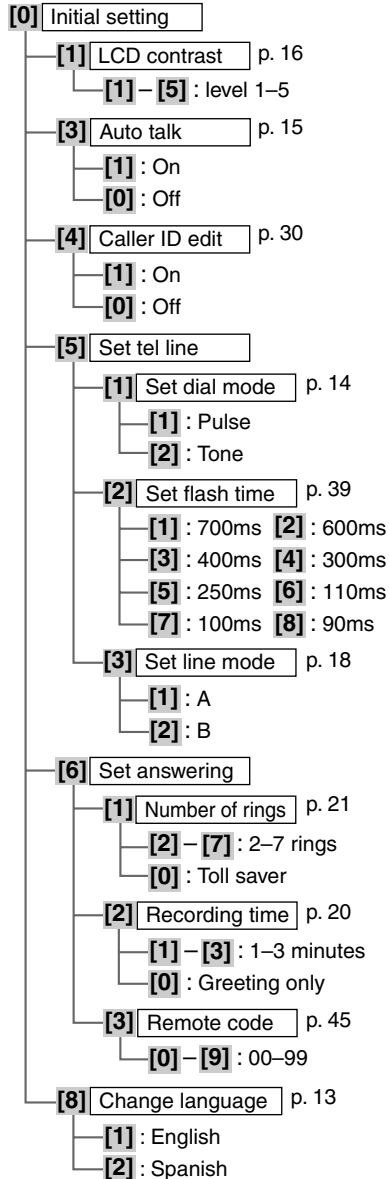 [0] Initial setting
[1] LCD contrast p. 16
[1] – [5] : level 1–5
[3] Auto talk p. 15
[1] : On
[0] : Off
[4] Caller ID edit p. 30
[1] : On
[0] : Off
[5] Set tel line
[1] Set dial mode p. 14
[1] : Pulse
[2] : Tone
[2] Set flash time p. 39
[1] : 700ms [2] : 600ms
[3] : 400ms [4] : 300ms
[5] : 250ms [6] : 110ms
[7] : 100ms [8] : 90ms
[3] Set line mode p. 18
[1] : A
[2] : B
[6] Set answering
[1] Number of rings p. 21
[2] – [7] : 2–7 rings
[0] : Toll saver
[2] Recording time p. 20
[1] – [3] : 1–3 minutes
[0] : Greeting only
[3] Remote code p. 45
[0] – [9] : 00–99
[8] Change language p. 13
[1] : English
[2] : Spanish